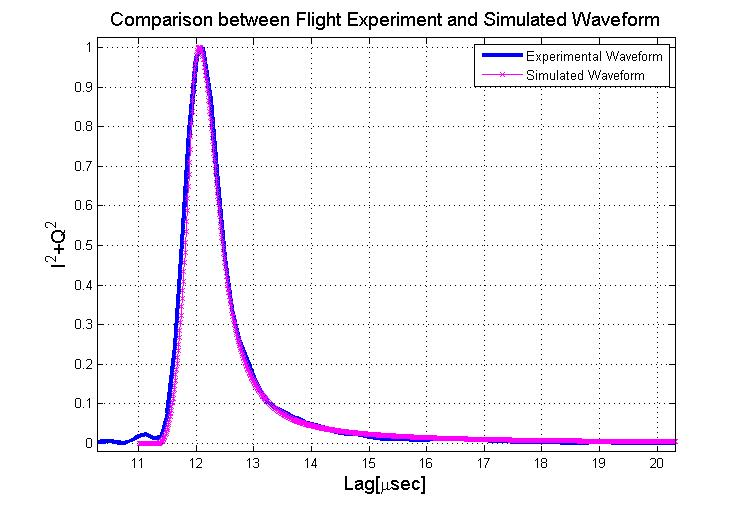 Comparison between Flight Experiment and Simulated Waveform
Experimental Waveform
Simulated Waveform
1
0.9
0.8
0.7
0.6
0.5
0.4
0.3
0.2
0.1
0
I²+Q²
11 12 13 14 15 16 17 18 19 20
Lag[μsec]